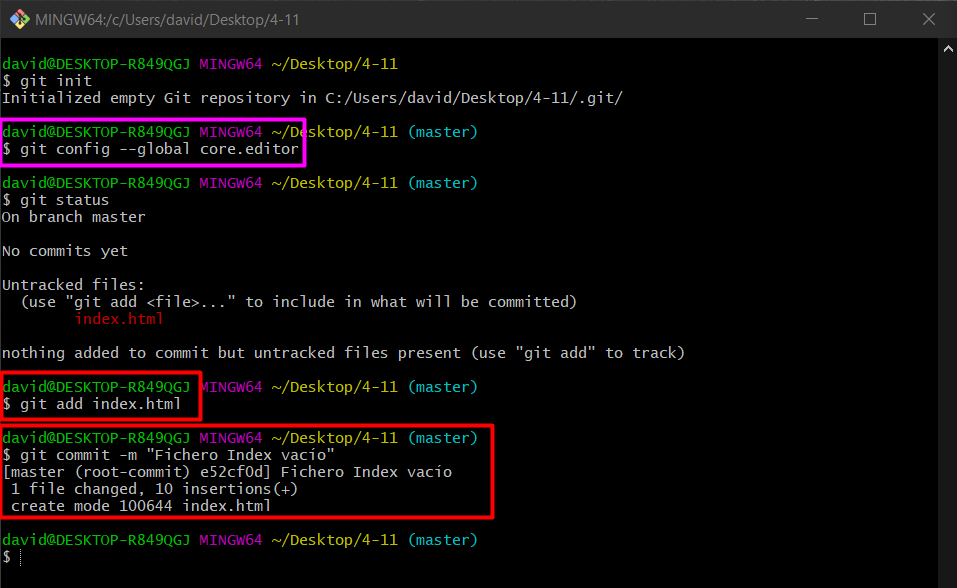 MINGW64:/c/Users/david/Desktop/4-11
david@DESKTOP-R849QGJ MINGW64 ~/Desktop/4-11
$ git init
Initialized empty Git repository in C:/Users/david/Desktop/4-11/.git/
david@DESKTOP-R849QGJ MINGW64 ~/Desktop/4-11 (master)
$ git config --global core.editor
david@DESKTOP-R849QGJ MINGW64 ~/Desktop/4-11 (master)
$ git status
On branch master
No commits yet
Untracked files:
  (use "git add <file>..." to include in what will be committed)
        index.html
nothing added to commit but untracked files present (use "git add" to track)
david@DESKTOP-R849QGJ MINGW64 ~/Desktop/4-11 (master)
$ git add index.html
david@DESKTOP-R849QGJ MINGW64 ~/Desktop/4-11 (master)
$ git commit -m "Fichero Index vacío"
[master (root-commit) e52cf0d] Fichero Index vacío
 1 file changed, 10 insertions(+)
 create mode 100644 index.html
david@DESKTOP-R849QGJ MINGW64 ~/Desktop/4-11 (master)
$